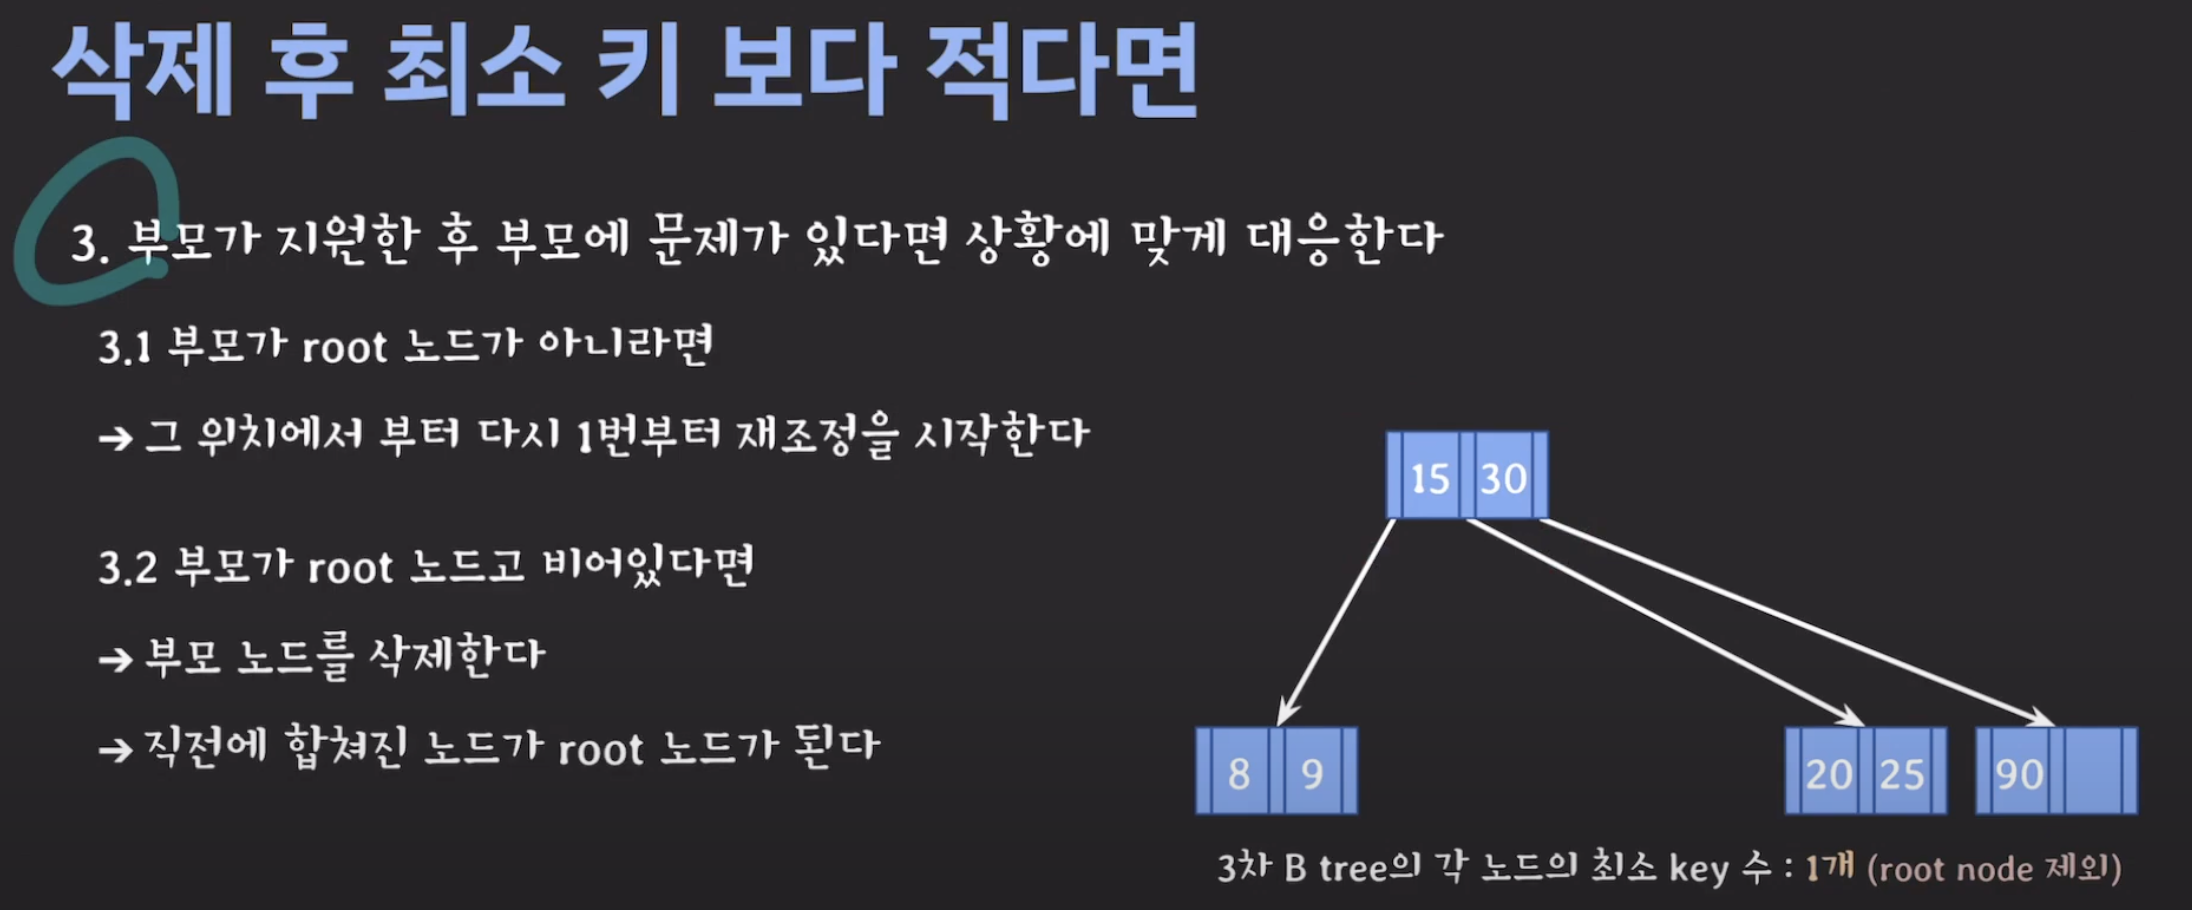 삭제 후 최소 키 보다 적다면
3. 부모가 지원한 후 부모에 문제가 있다면 상황에 맞게 대응한다
3.1 부모가 root 노드가 아니라면
➔ 그 위치에서 부터 다시 1번부터 재조정을 시작한다
3.2 부모가 root 노드고 비어있다면
➔ 부모 노드를 삭제한다
➔ 직전에 합쳐진 노드가 root 노드가 된다
15 30
8 9
20 25
90
3차 B tree의 각 노드의 최소 key 수 : 1개 (root node 제외)